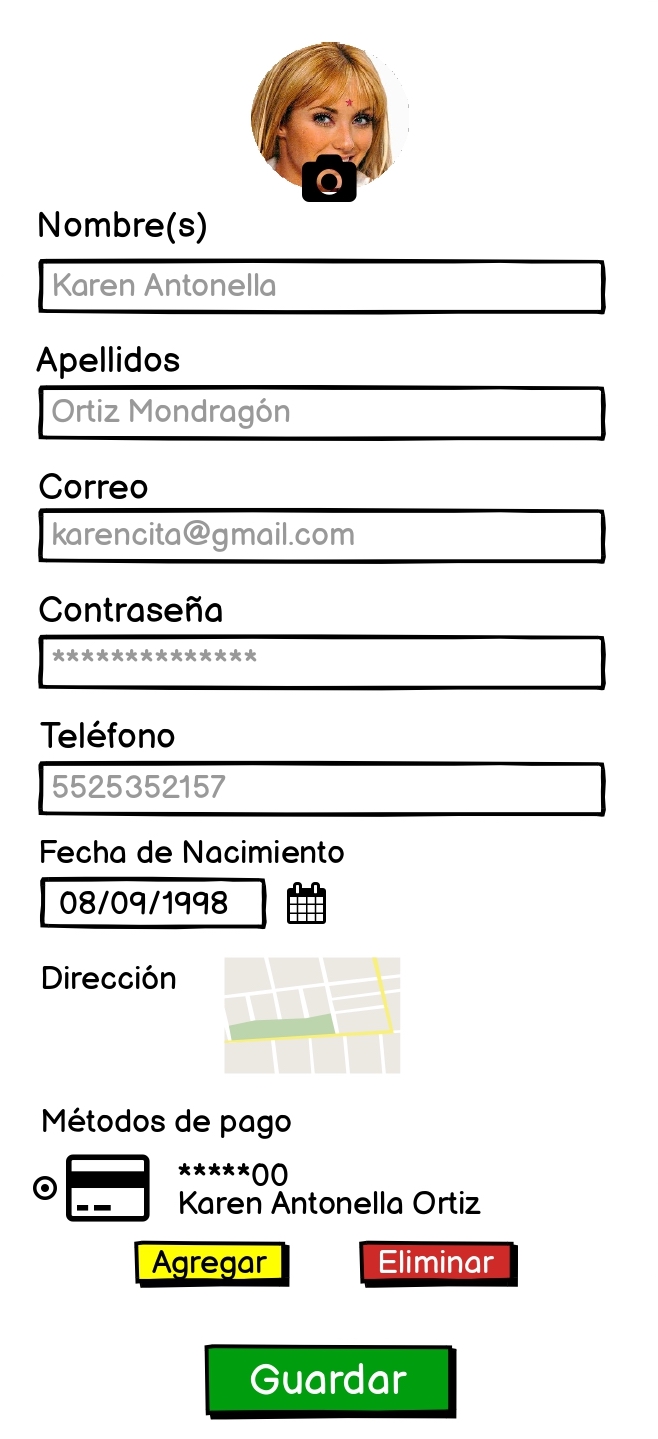 Nombre(s)
Karen Antonella
Apellidos
Ortiz Mondragón
Correo
karencita@gmail.com
Contraseña
**************
Teléfono
5525352157
Fecha de Nacimiento
08/09/1998
Dirección
Métodos de pago
*****00
Karen Antonella Ortiz
Agregar
Eliminar
Guardar